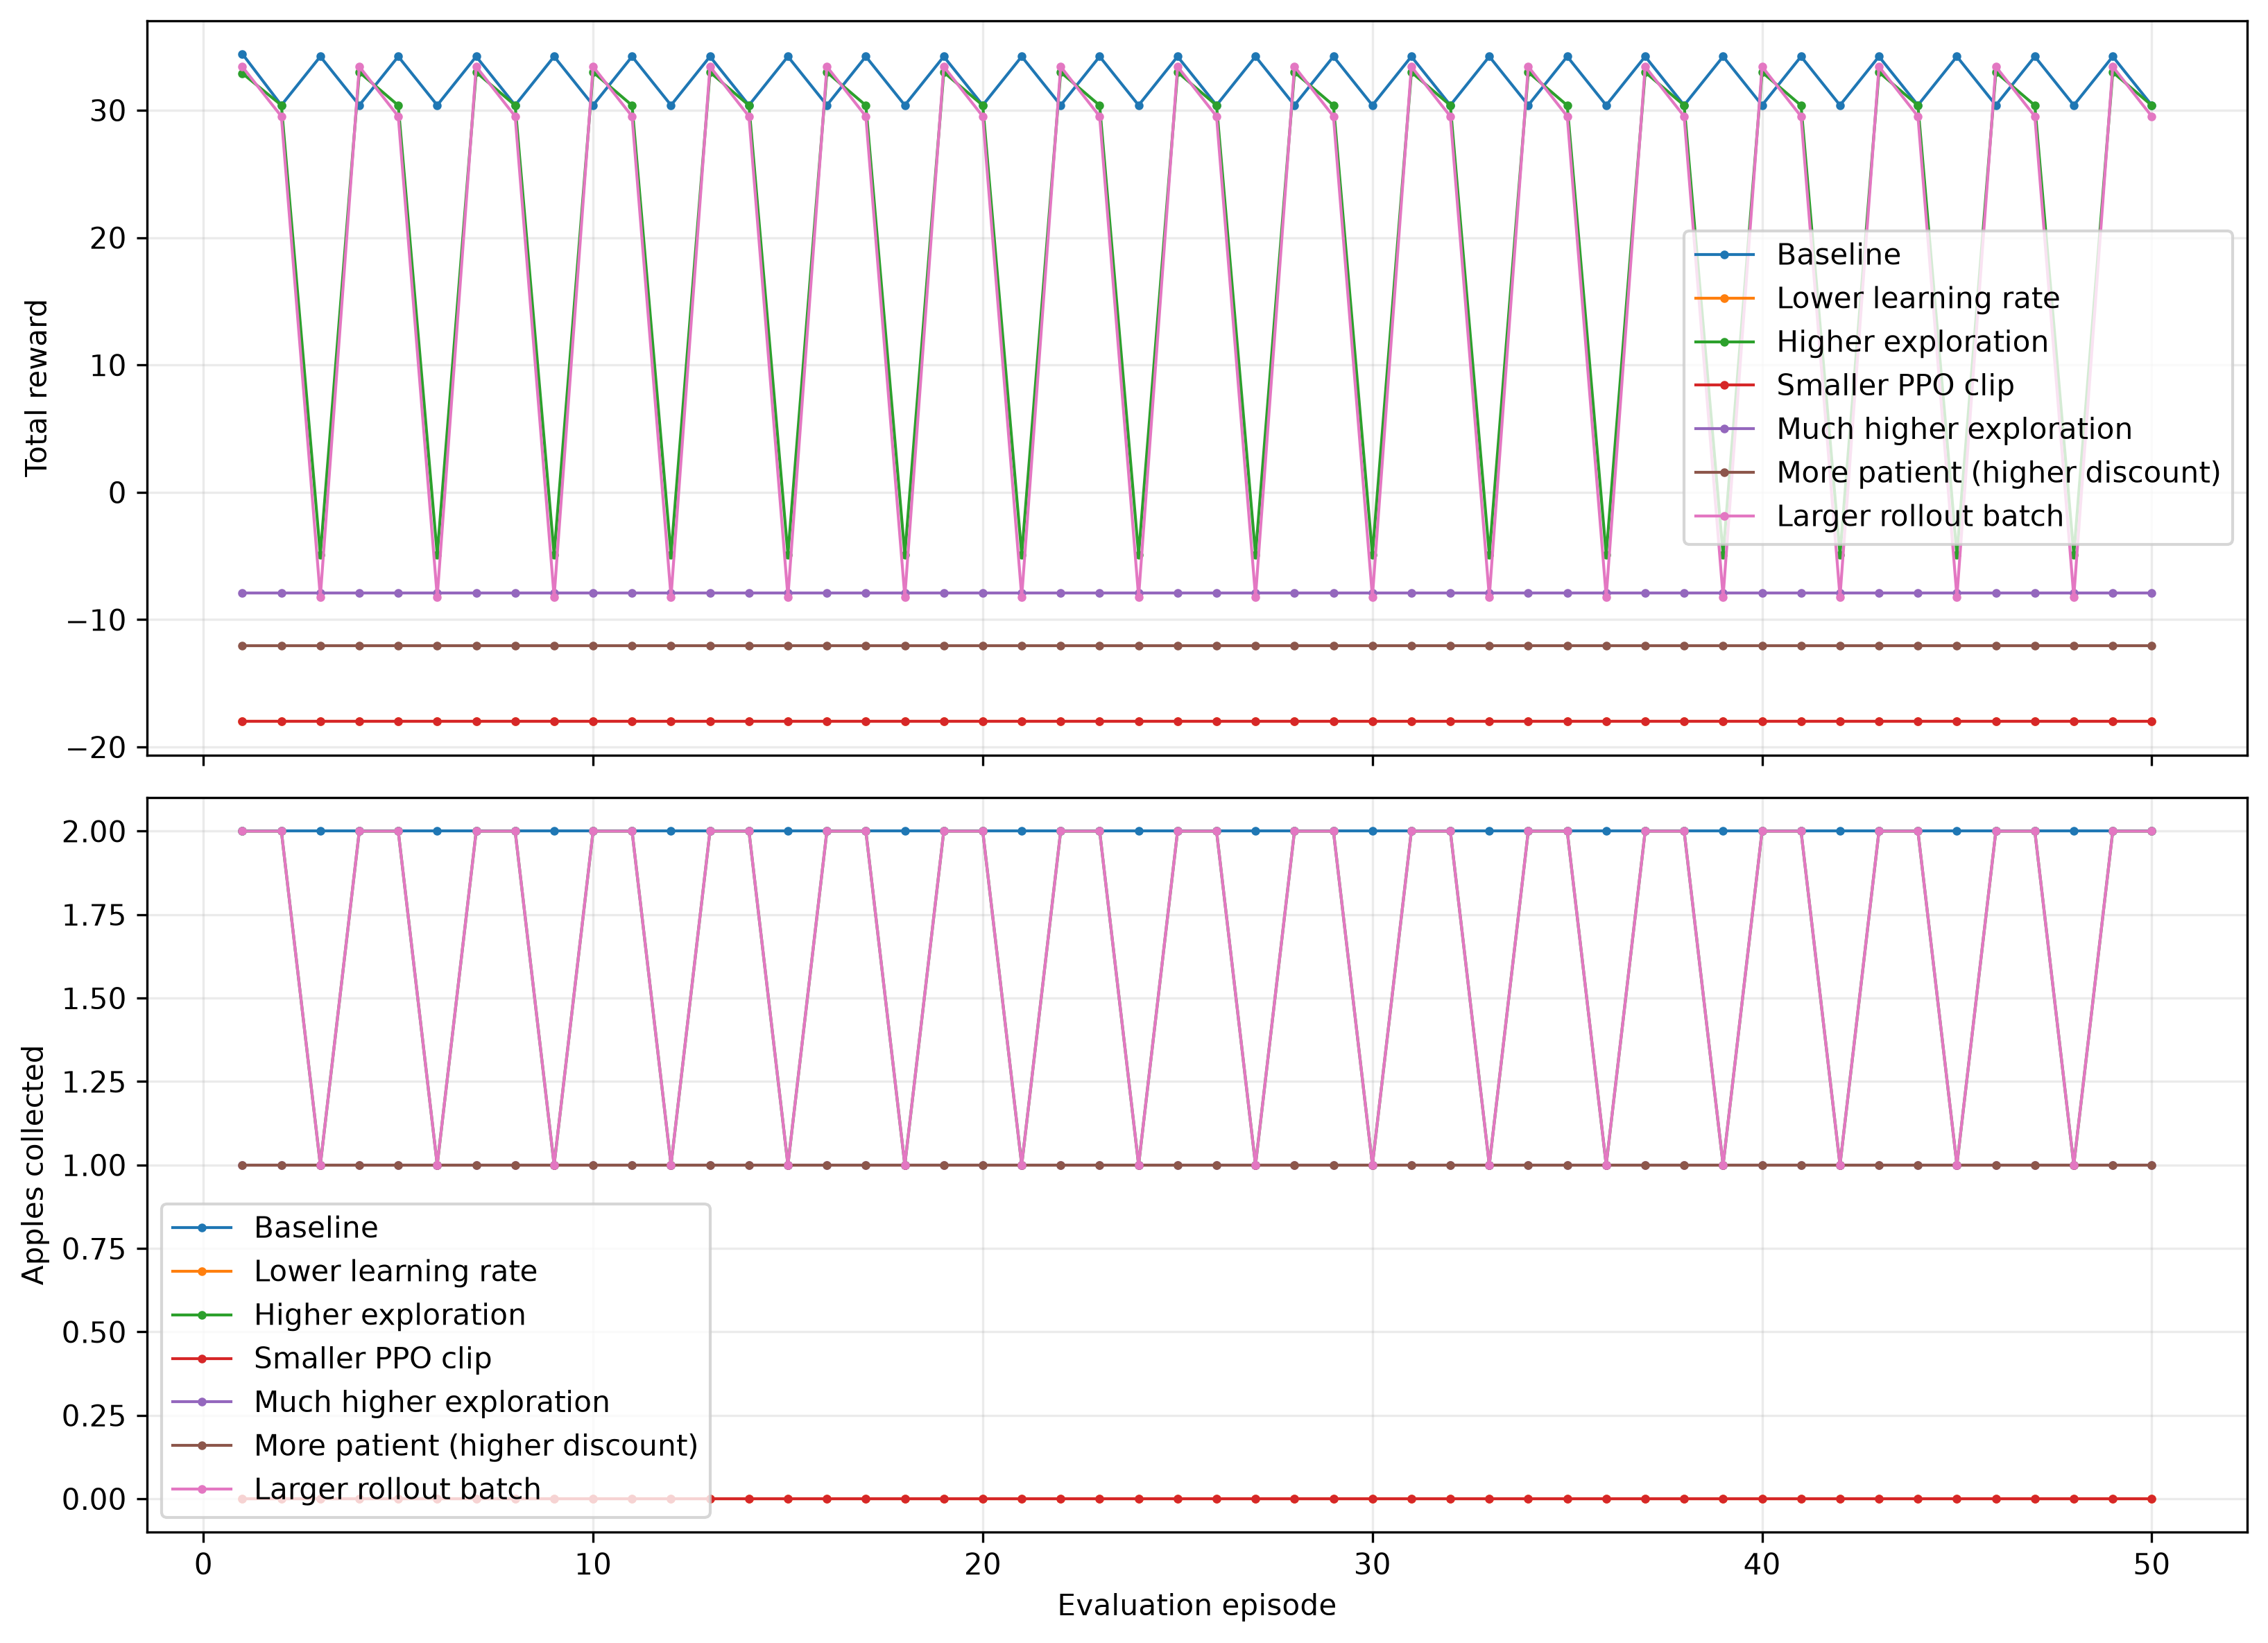 Total reward
30
20
10
0
−10
−20
Baseline
Lower learning rate
Higher exploration
Smaller PPO clip
Much higher exploration
More patient (higher discount)
Larger rollout batch
Apples collected
2.00
1.75
1.50
1.25
1.00
0.75
0.50
0.25
0.00
Baseline
Lower learning rate
Higher exploration
Smaller PPO clip
Much higher exploration
More patient (higher discount)
Larger rollout batch
0
10
20
30
40
50
Evaluation episode